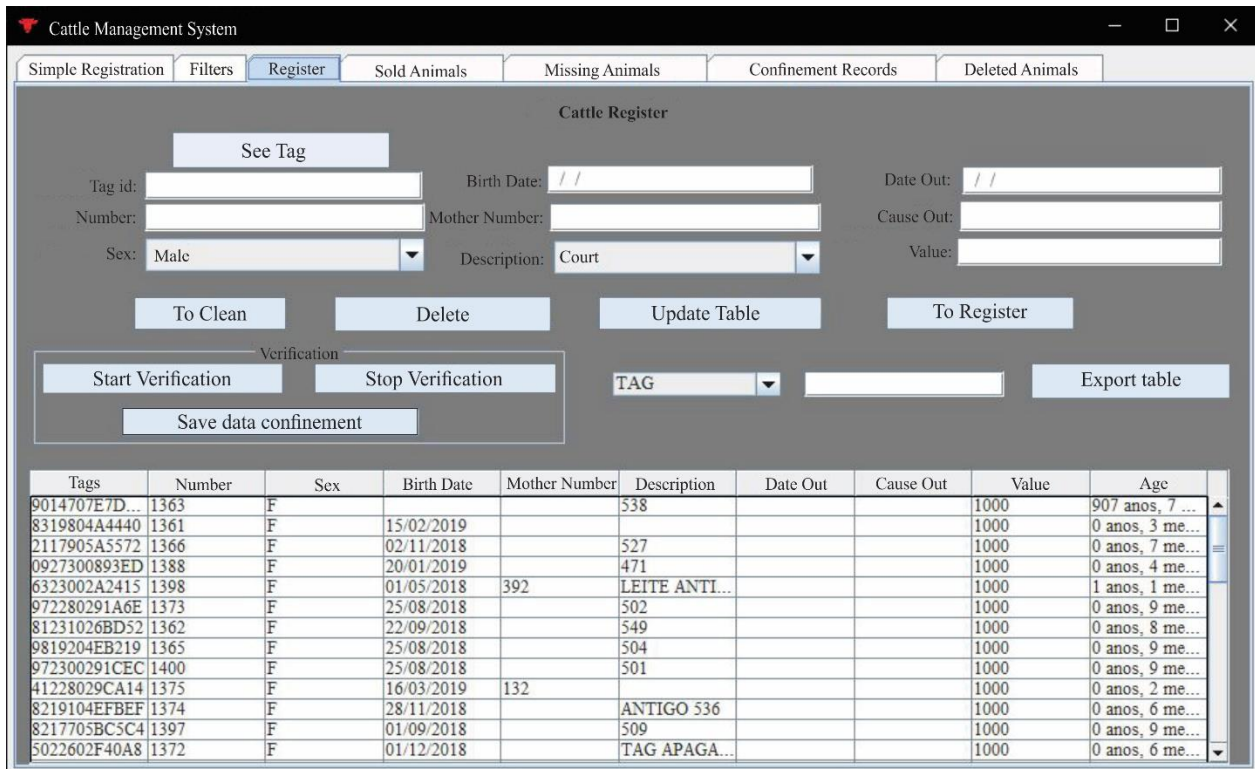 Cattle Management System
Simple Registration Filters Register Sold Animals Missing Animals Confinement Records Deleted Animals
Cattle Register
See Tag
Tag id: Birth Date: / / Date Out: / /
Number: Mother Number: Cause Out:
Sex: Male Description: Court Value:
To Clean Delete Update Table To Register
Verification
Start Verification Stop Verification TAG Export table
Save data confinement
Tags Number Sex Birth Date Mother Number Description Date Out Cause Out Value Age
9014707E7D... 1363 F 538 1000 907 anos, 7 ...
8319804A4440 1361 F 15/02/2019 1000 0 anos, 3 me...
2117905A5572 1366 F 02/11/2018 527 1000 0 anos, 7 me...
0927300893ED 1388 F 20/01/2019 471 1000 0 anos, 4 me...
6323002A2415 1398 F 01/05/2018 392 LEITE ANTI... 1000 1 anos, 1 me...
972280291A6E 1373 F 25/08/2018 502 1000 0 anos, 9 me...
81231026BD52 1362 F 22/09/2018 549 1000 0 anos, 8 me...
9819204EB219 1365 F 25/08/2018 504 1000 0 anos, 9 me...
972300291CEC 1400 F 25/08/2018 501 1000 0 anos, 9 me...
41228029CA14 1375 F 16/03/2019 132 1000 0 anos, 2 me...
8219104EFBEF 1374 F 28/11/2018 ANTIGO 536 1000 0 anos, 6 me...
8217705BC5C4 1397 F 01/09/2018 509 1000 0 anos, 9 me...
5022602F40A8 1372 F 01/12/2018 TAG APAGA... 1000 0 anos, 6 me...